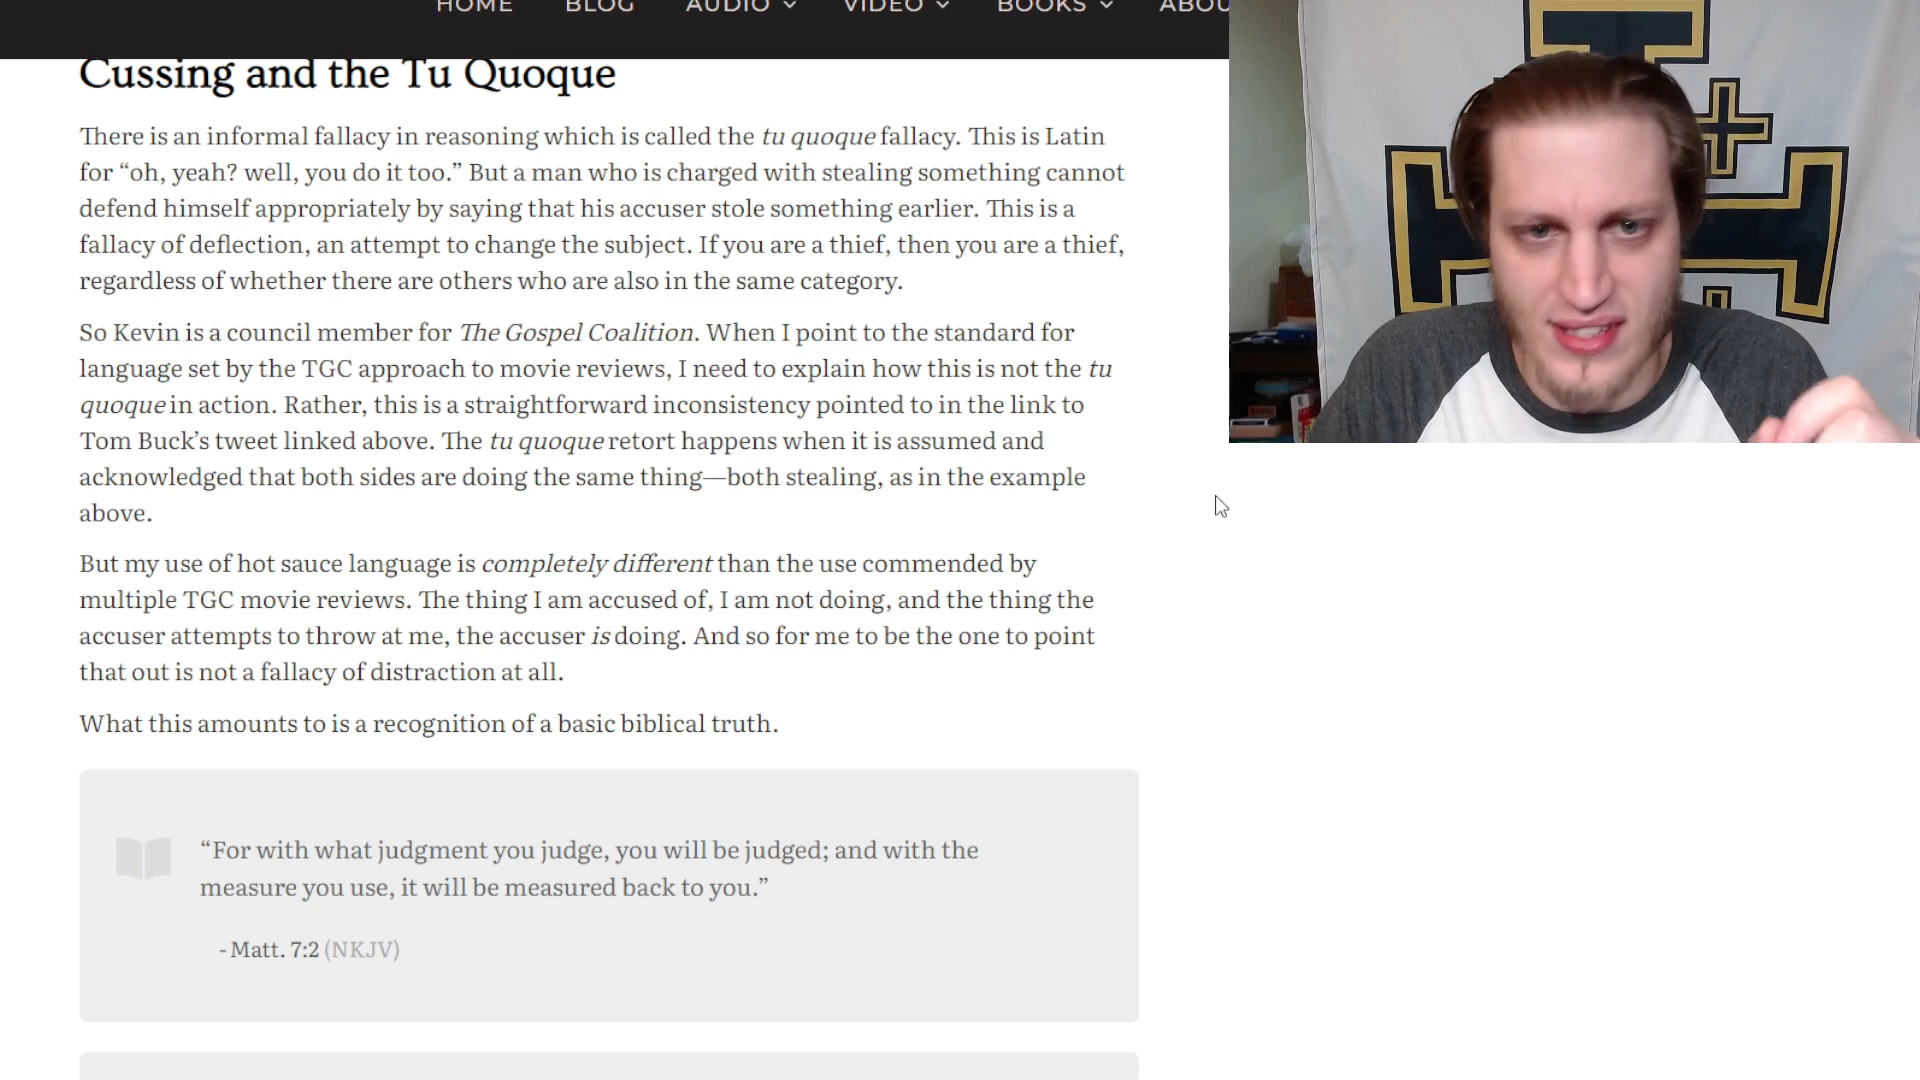 HOME BLOG AUDIO VIDEO BOOKS ABOU
Cussing and the Tu Quoque
There is an informal fallacy in reasoning which is called the tu quoque fallacy. This is Latin
for “oh, yeah? well, you do it too.” But a man who is charged with stealing something cannot
defend himself appropriately by saying that his accuser stole something earlier. This is a
fallacy of deflection, an attempt to change the subject. If you are a thief, then you are a thief,
regardless of whether there are others who are also in the same category.
So Kevin is a council member for The Gospel Coalition. When I point to the standard for
language set by the TGC approach to movie reviews, I need to explain how this is not the tu
quoque in action. Rather, this is a straightforward inconsistency pointed to in the link to
Tom Buck’s tweet linked above. The tu quoque retort happens when it is assumed and
acknowledged that both sides are doing the same thing—both stealing, as in the example
above.
But my use of hot sauce language is completely different than the use commended by
multiple TGC movie reviews. The thing I am accused of, I am not doing, and the thing the
accuser attempts to throw at me, the accuser is doing. And so for me to be the one to point
that out is not a fallacy of distraction at all.
What this amounts to is a recognition of a basic biblical truth.
“For with what judgment you judge, you will be judged; and with the
measure you use, it will be measured back to you.”
- Matt. 7:2 (NKJV)